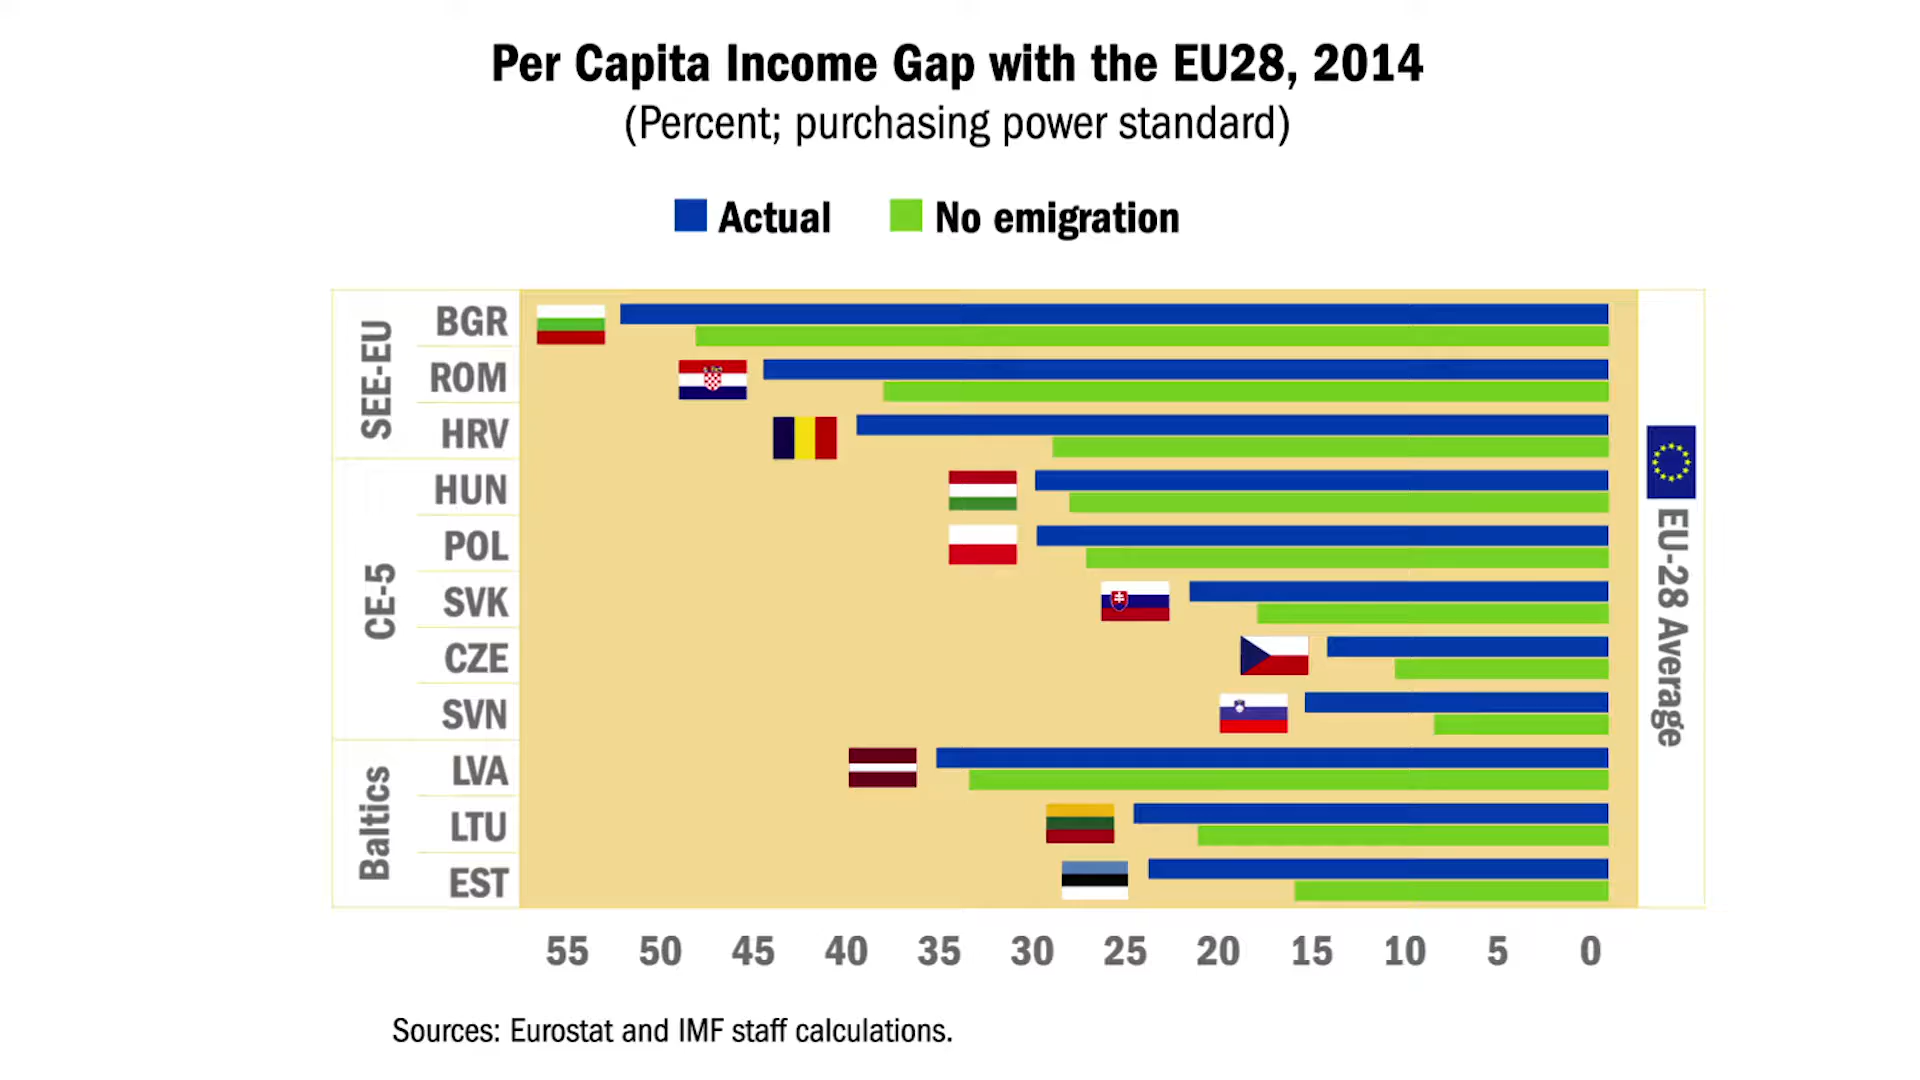 Per Capita Income Gap with the EU28, 2014
(Percent; purchasing power standard)
Actual No emigration
SEE-EU
BGR
ROM
HRV
CE-5
HUN
POL
SVK
CZE
SVN
Baltics
LVA
LTU
EST
EU-28 Average
55 50 45 40 35 30 25 20 15 10 5 0
Sources: Eurostat and IMF staff calculations.